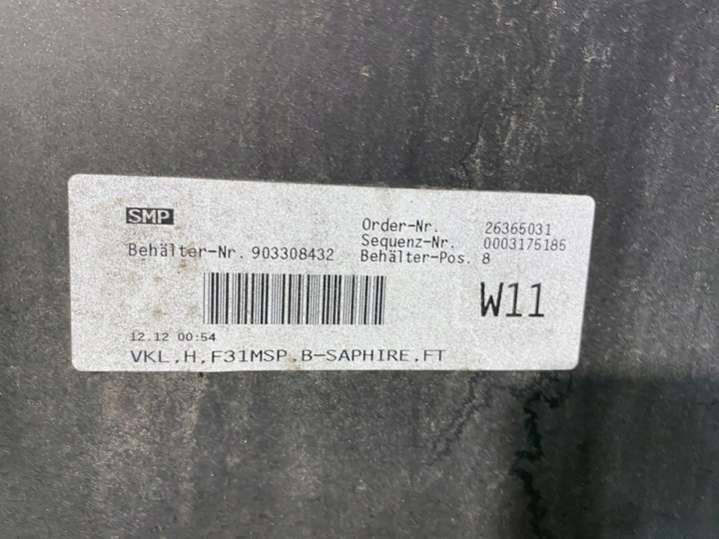 SMP
Order-Nr. 26365031
Sequenz-Nr. 0003175185
Behälter-Nr. 903308432
Behälter-Pos. 8
W11
12.12 00:54
VKL.H.F31MSP.B-SAPHIRE.FT